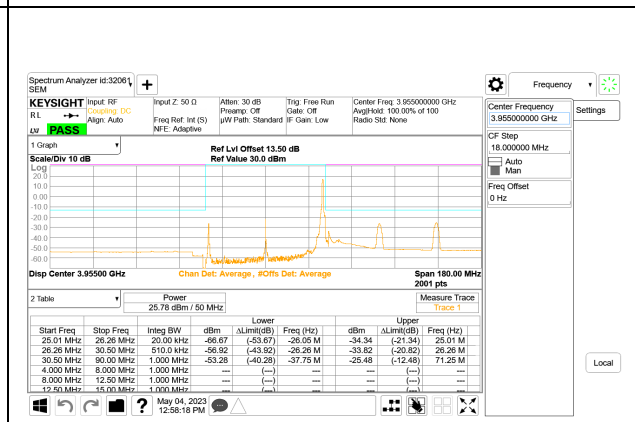 Spectrum Analyzer id:32061
SEM
+
Frequency
KEYSIGHT Input: RF Input Z: 50 Ω Atten: 30 dB Trig: Free Run Center Freq: 3.955000000 GHz
RL Coupling: DC Preamp: Off Gate: Off Avg|Hold: 100.00% of 100
Align: Auto Freq Ref: Int (S) µW Path: Standard IF Gain: Low Radio Std: None
LXI PASS NFE: Adaptive
Center Frequency
3.955000000 GHz
Settings
CF Step
18.000000 MHz
Auto
Man
Freq Offset
0 Hz
1 Graph
Ref Lvl Offset 13.50 dB
Scale/Div 10 dB Ref Value 30.0 dBm
Log
20.0
10.0
0.00
-10.0
-20.0
-30.0
-40.0
-50.0
-60.0
Disp Center 3.95500 GHz Chan Det: Average, #Offs Det: Average Span 180.00 MHz
2001 pts
2 Table Power Measure Trace
25.78 dBm / 50 MHz Trace 1
Lower Upper
Start Freq Stop Freq Integ BW dBm ΔLimit(dB) Freq (Hz) dBm ΔLimit(dB) Freq (Hz)
25.01 MHz 26.26 MHz 20.00 kHz -66.67 (-53.67) -26.05 M -34.34 (-21.34) 25.01 M
26.26 MHz 30.50 MHz 510.0 kHz -56.92 (-43.92) -26.26 M -33.82 (-20.82) 26.26 M
30.50 MHz 90.00 MHz 1.000 MHz -53.28 (-40.28) -37.75 M -25.48 (-12.48) 71.25 M
4.000 MHz 8.000 MHz 1.000 MHz --- (---) --- --- (---) ---
8.000 MHz 12.50 MHz 1.000 MHz --- (---) --- --- (---) ---
12.50 MHz 15.00 MHz 1.000 MHz --- (---) --- --- (---) ---
Local
? May 04, 2023
12:58:18 PM